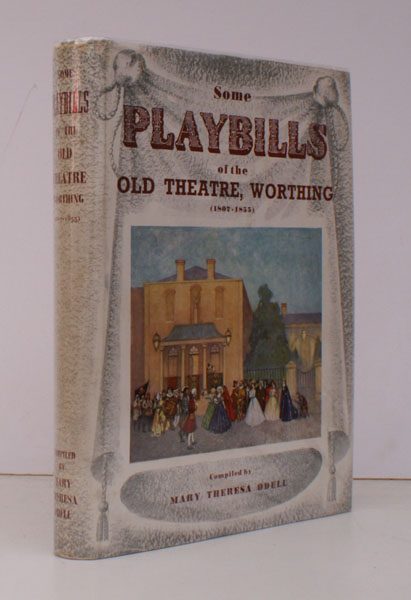 Some
PLAYBILLS
of the
OLD THEATRE, WORTHING
(1802-1855)
Compiled by
MARY THERESA ODELL
SOME
PLAYBILLS
OF THE
OLD
THEATRE
WORTHING
COMPILED
BY
MARY
THERESA
ODELL